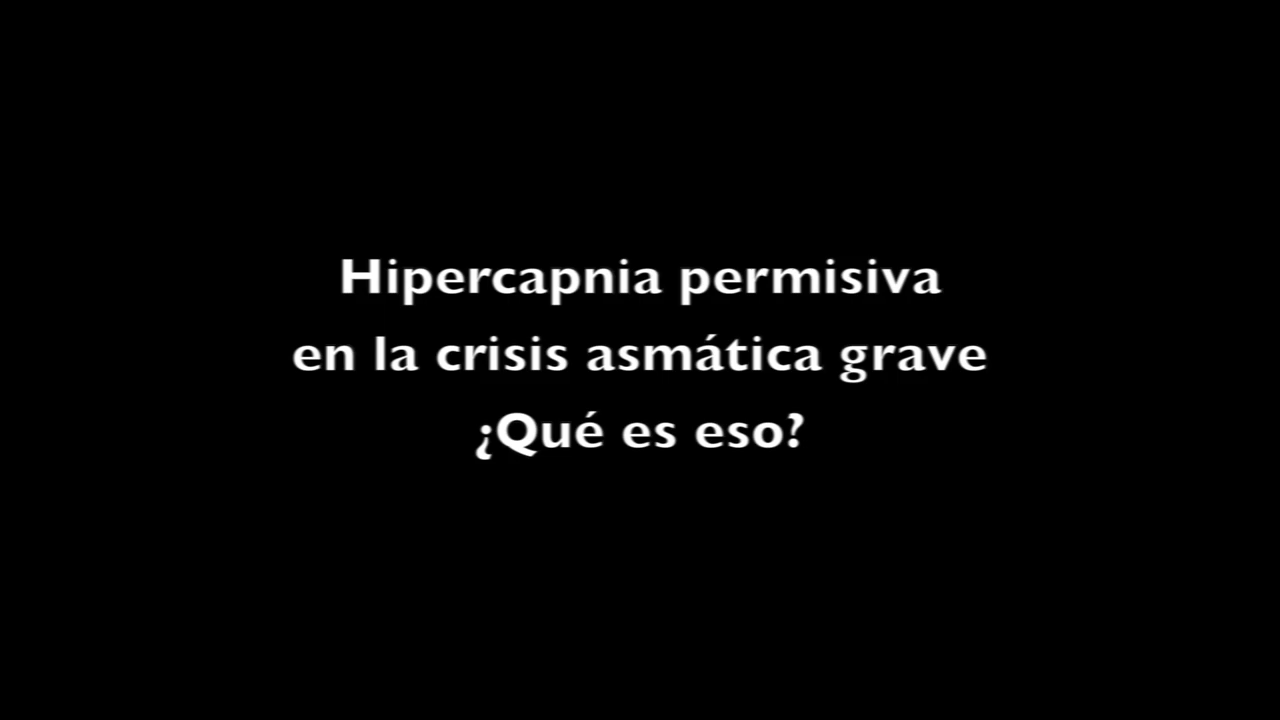 Hipercapnia permisiva
en la crisis asmática grave
¿Qué es eso?